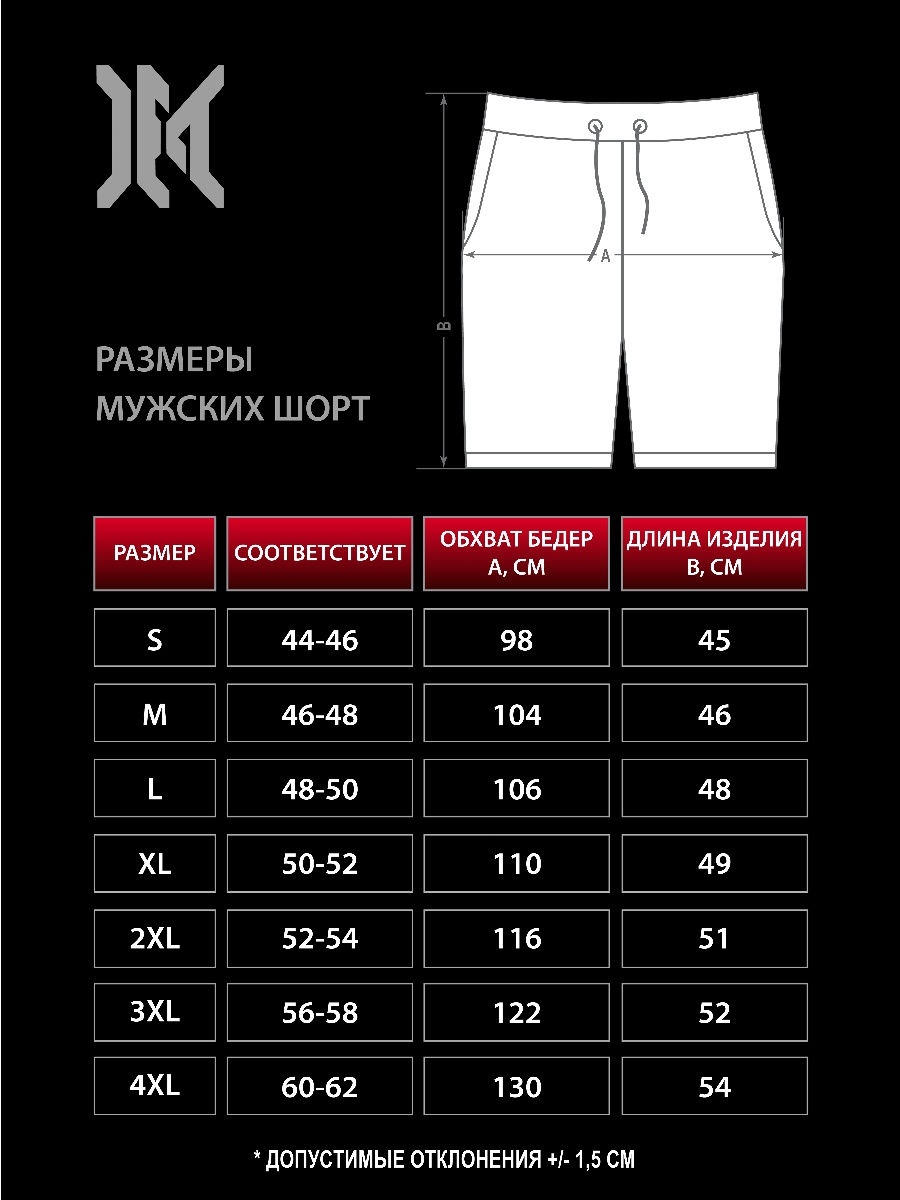 A
B
РАЗМЕРЫ
МУЖСКИХ ШОРТ
РАЗМЕР СООТВЕТСТВУЕТ ОБХВАТ БЕДЕР ДЛИНА ИЗДЕЛИЯ
А, СМ В, СМ
S 44-46 98 45
M 46-48 104 46
L 48-50 106 48
XL 50-52 110 49
2XL 52-54 116 51
3XL 56-58 122 52
4XL 60-62 130 54
* ДОПУСТИМЫЕ ОТКЛОНЕНИЯ +/- 1,5 СМ